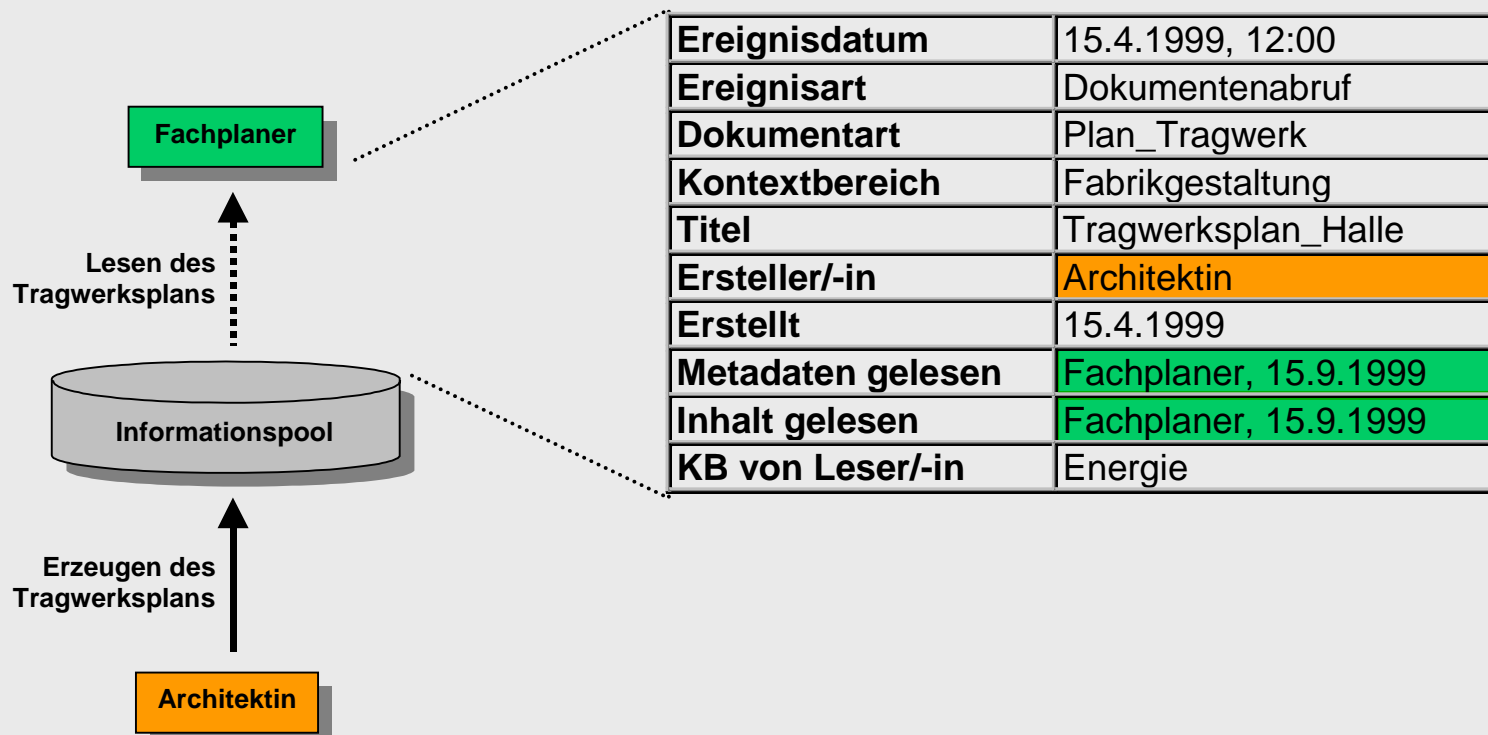 Fachplaner
Lesen des
Tragwerksplans
Informationspool
Erzeugen des
Tragwerksplans
Architektin
Ereignisdatum 15.4.1999, 12:00
Ereignisart Dokumentenabruf
Dokumentart Plan_Tragwerk
Kontextbereich Fabrikgestaltung
Titel Tragwerksplan_Halle
Ersteller/-in Architektin
Erstellt 15.4.1999
Metadaten gelesen Fachplaner, 15.9.1999
Inhalt gelesen Fachplaner, 15.9.1999
KB von Leser/-in Energie